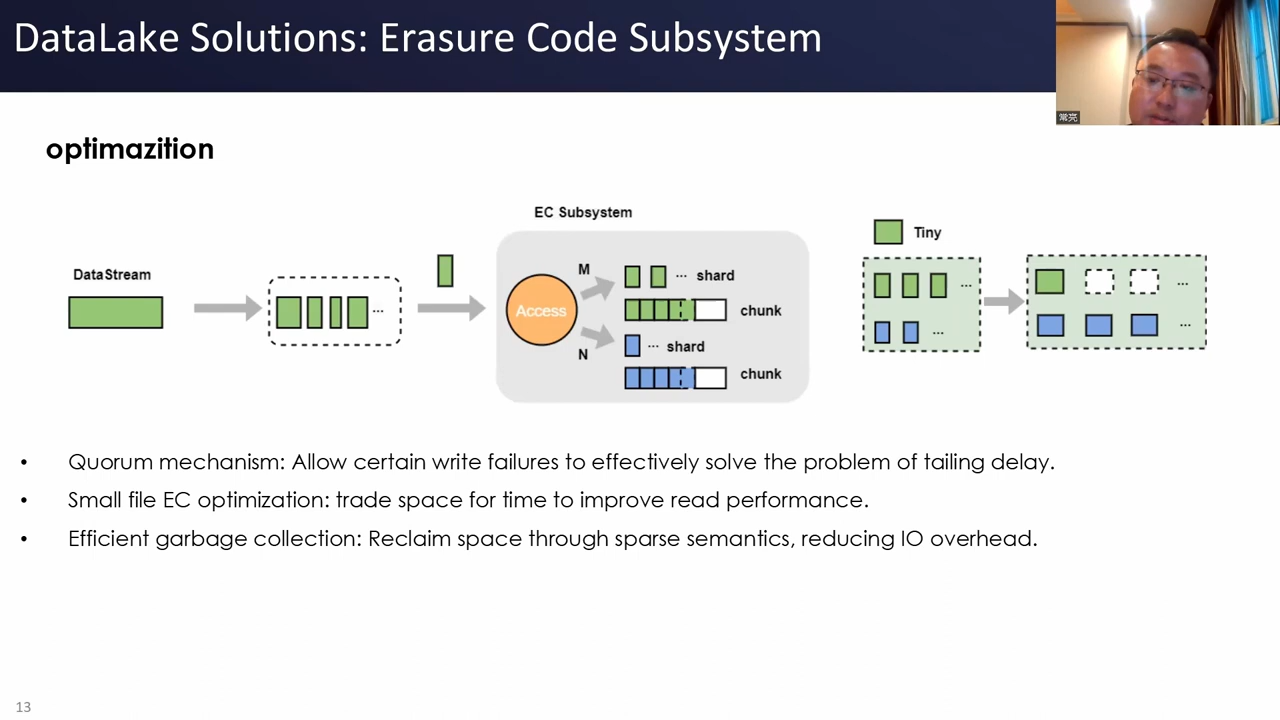 DataLake Solutions: Erasure Code Subsystem
常亮
optimazition
EC Subsystem
Tiny
DataStream
M
... shard
Access
chunk
N
... shard
chunk
• Quorum mechanism: Allow certain write failures to effectively solve the problem of tailing delay.
• Small file EC optimization: trade space for time to improve read performance.
• Efficient garbage collection: Reclaim space through sparse semantics, reducing IO overhead.
13